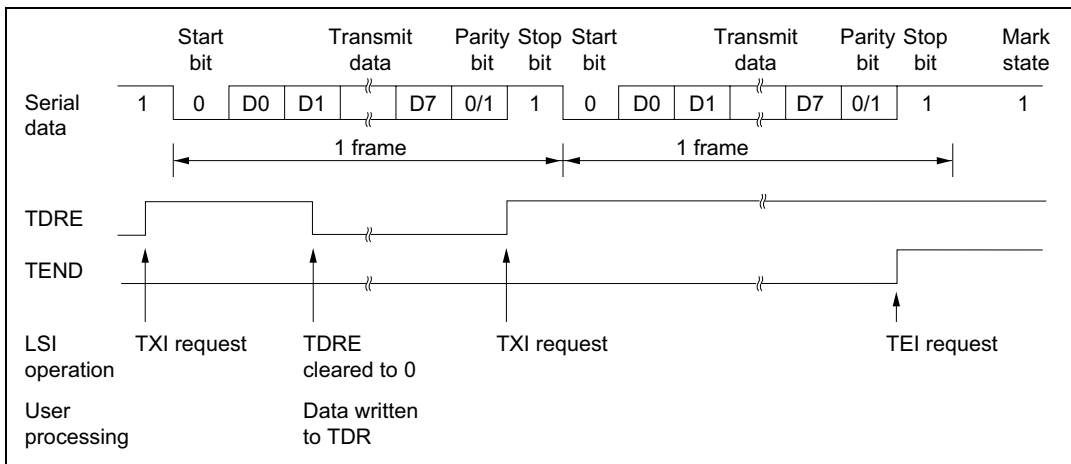 Start bit Transmit data Parity bit Stop bit Start bit Transmit data Parity bit Stop bit Mark state
Serial data 1 0 D0 D1 D7 0/1 1 0 D0 D1 D7 0/1 1 1
1 frame 1 frame
TDRE
TEND
LSI operation TXI request TDRE cleared to 0 TXI request TEI request
User processing Data written to TDR